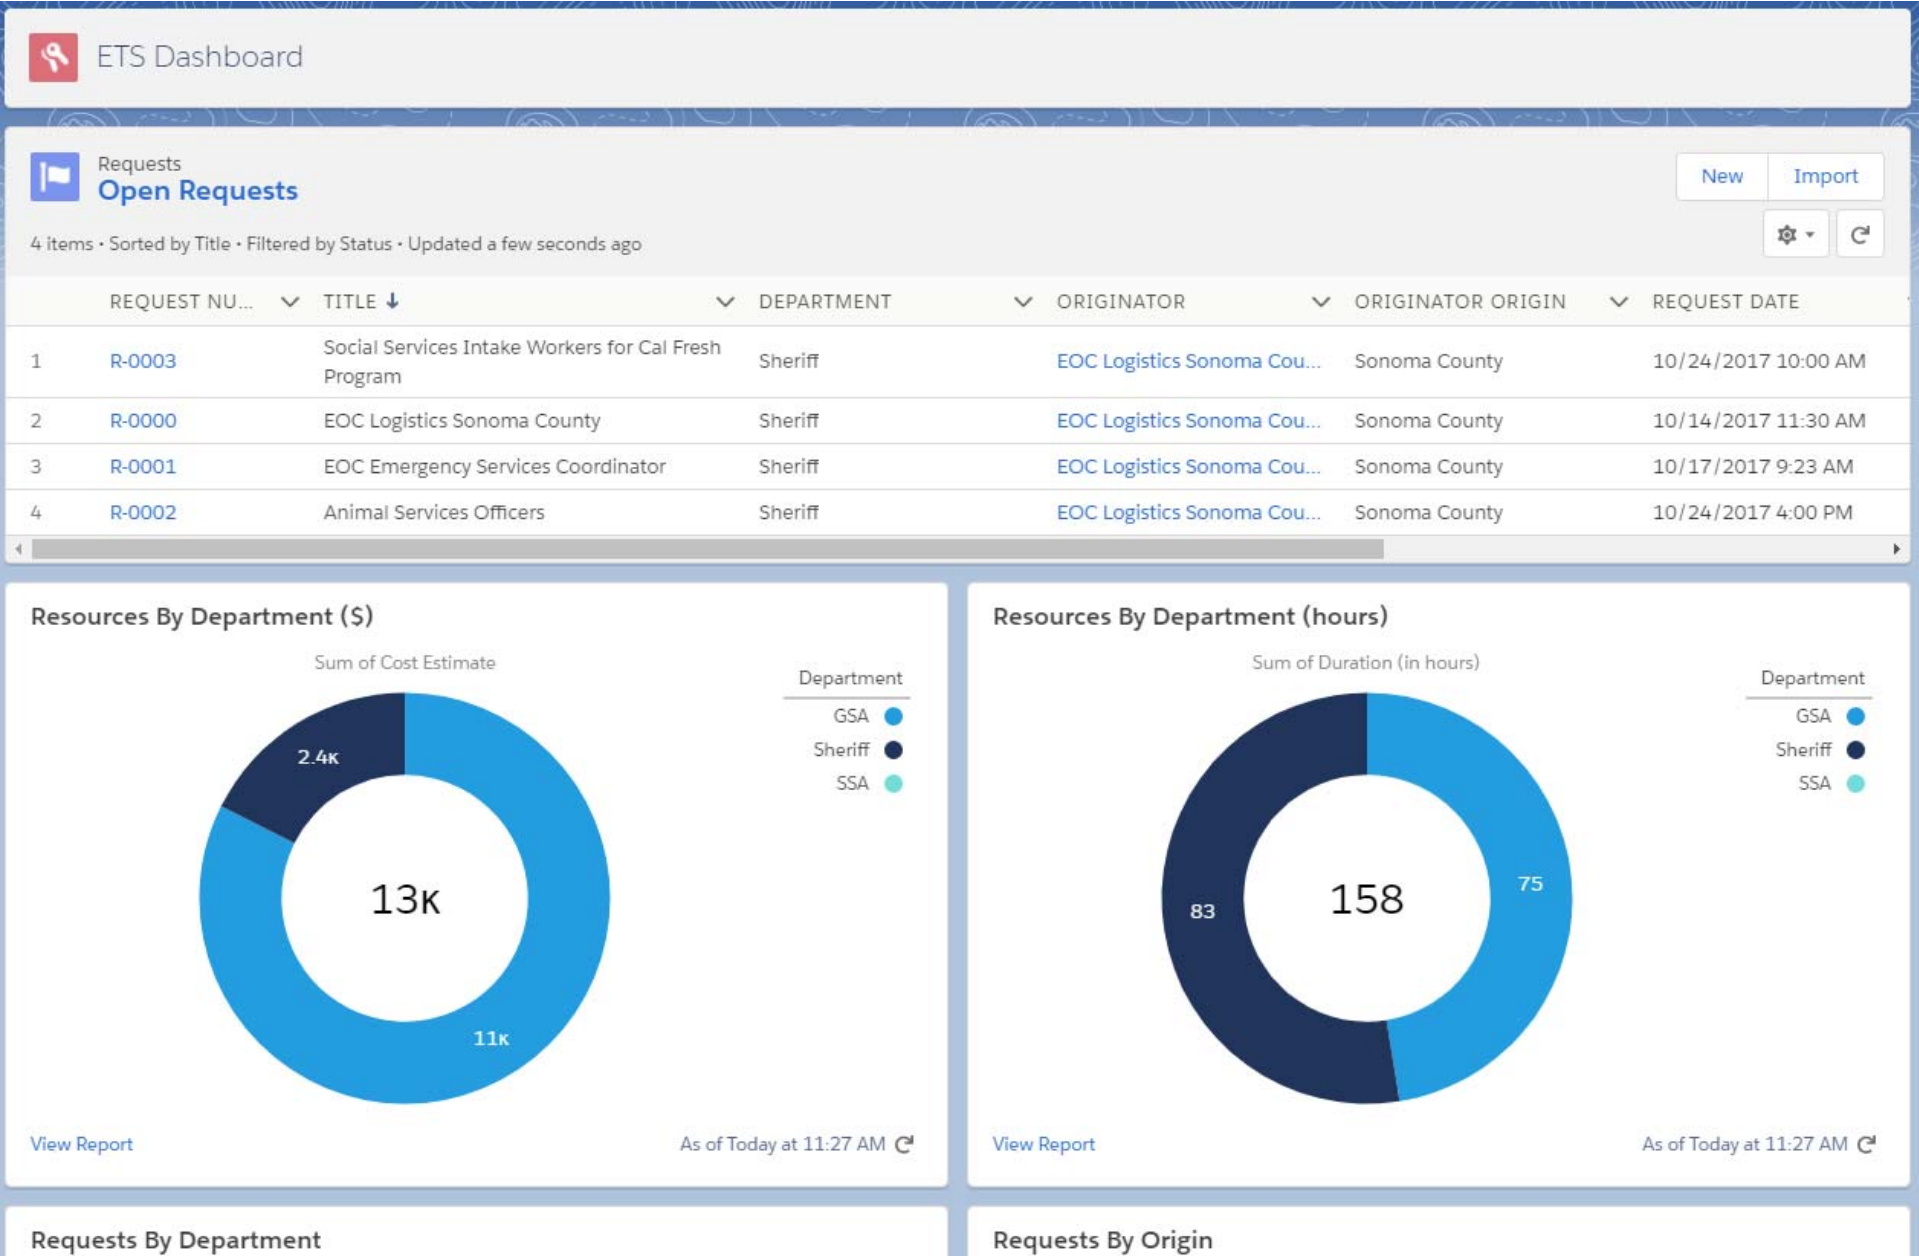 ETS Dashboard
Requests
Open Requests
New Import
4 items • Sorted by Title • Filtered by Status • Updated a few seconds ago
REQUEST NU... TITLE DEPARTMENT ORIGINATOR ORIGINATOR ORIGIN REQUEST DATE
1 R-0003 Social Services Intake Workers for Cal Fresh Program Sheriff EOC Logistics Sonoma Cou... Sonoma County 10/24/2017 10:00 AM
2 R-0000 EOC Logistics Sonoma County Sheriff EOC Logistics Sonoma Cou... Sonoma County 10/14/2017 11:30 AM
3 R-0001 EOC Emergency Services Coordinator Sheriff EOC Logistics Sonoma Cou... Sonoma County 10/17/2017 9:23 AM
4 R-0002 Animal Services Officers Sheriff EOC Logistics Sonoma Cou... Sonoma County 10/24/2017 4:00 PM
Resources By Department ($)
Sum of Cost Estimate
Department
GSA
Sheriff
SSA
2.4K
13K
11K
View Report
As of Today at 11:27 AM
Resources By Department (hours)
Sum of Duration (in hours)
Department
GSA
Sheriff
SSA
75
83
158
View Report
As of Today at 11:27 AM
Requests By Department
Requests By Origin